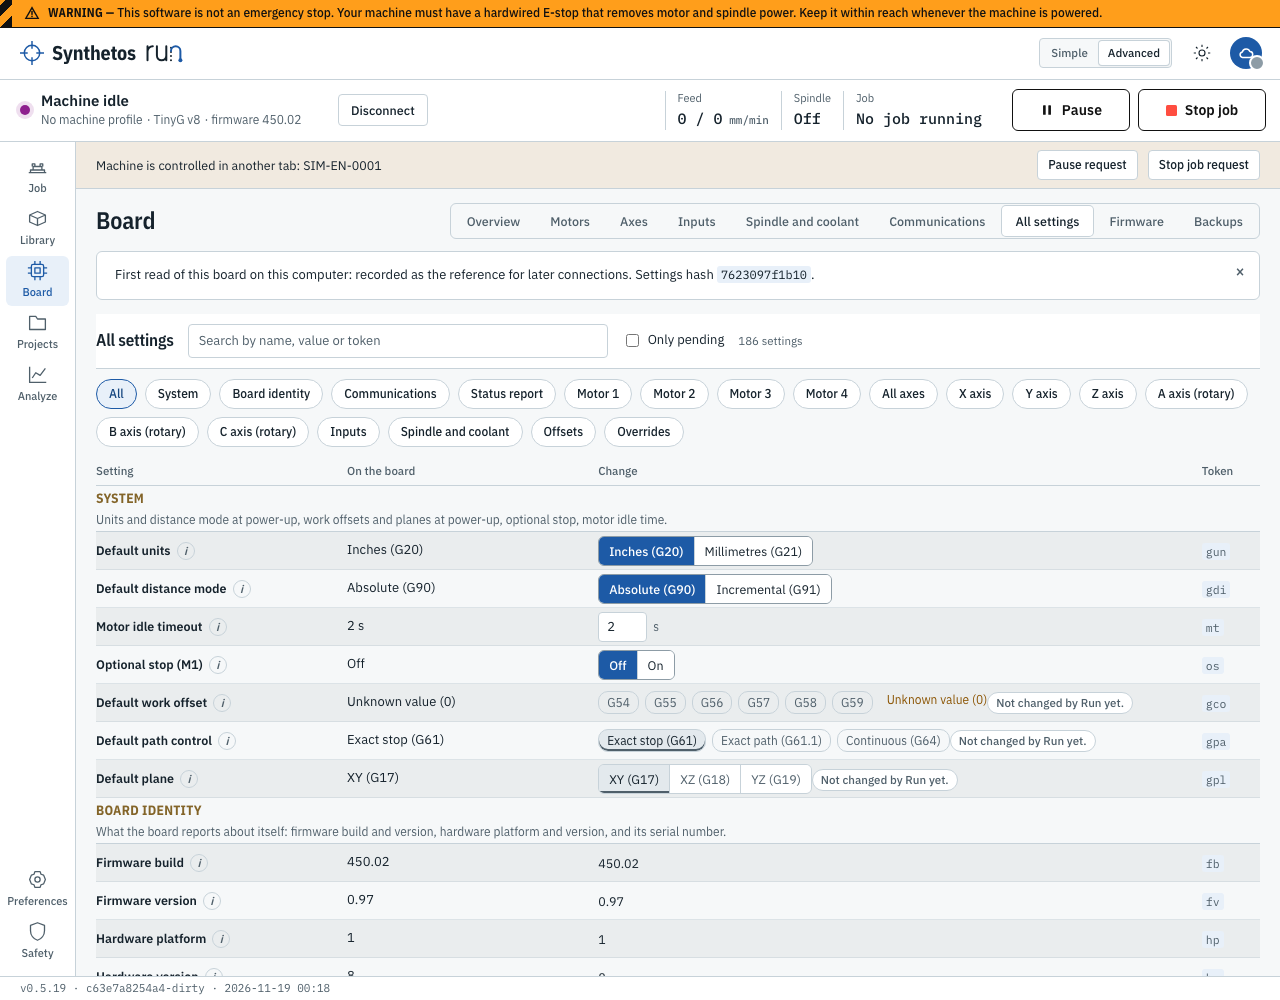 WARNING — This software is not an emergency stop. Your machine must have a hardwired E-stop that removes motor and spindle power. Keep it within reach whenever the machine is powered.
Synthetos run
Simple Advanced
Machine idle
No machine profile · TinyG v8 · firmware 450.02
Disconnect
Feed
0 / 0 mm/min
Spindle
Off
Job
No job running
Pause
Stop job
Machine is controlled in another tab: SIM-EN-0001
Pause request Stop job request
Job
Library
Board
Projects
Analyze
Preferences
Safety
Board
Overview Motors Axes Inputs Spindle and coolant Communications All settings Firmware Backups
First read of this board on this computer: recorded as the reference for later connections. Settings hash 7623097f1b10.
×
All settings Search by name, value or token Only pending 186 settings
All System Board identity Communications Status report Motor 1 Motor 2 Motor 3 Motor 4 All axes X axis Y axis Z axis A axis (rotary)
B axis (rotary) C axis (rotary) Inputs Spindle and coolant Offsets Overrides
Setting On the board Change Token
SYSTEM
Units and distance mode at power-up, work offsets and planes at power-up, optional stop, motor idle time.
Default units i Inches (G20) Inches (G20) Millimetres (G21) gun
Default distance mode i Absolute (G90) Absolute (G90) Incremental (G91) gdi
Motor idle timeout i 2 s 2 s mt
Optional stop (M1) i Off Off On os
Default work offset i Unknown value (0) G54 G55 G56 G57 G58 G59 Unknown value (0) Not changed by Run yet. gco
Default path control i Exact stop (G61) Exact stop (G61) Exact path (G61.1) Continuous (G64) Not changed by Run yet. gpa
Default plane i XY (G17) XY (G17) XZ (G18) YZ (G19) Not changed by Run yet. gpl
BOARD IDENTITY
What the board reports about itself: firmware build and version, hardware platform and version, and its serial number.
Firmware build i 450.02 450.02 fb
Firmware version i 0.97 0.97 fv
Hardware platform i 1 1 hp
Hardware version i 8
v0.5.19 · c63e7a8254a4-dirty · 2026-11-19 00:18